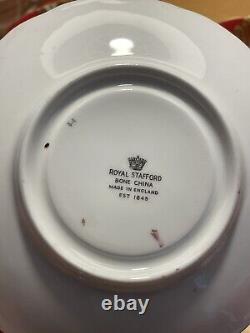 ROYAL STAFFORD
BONE CHINA
MADE IN ENGLAND
EST 1845